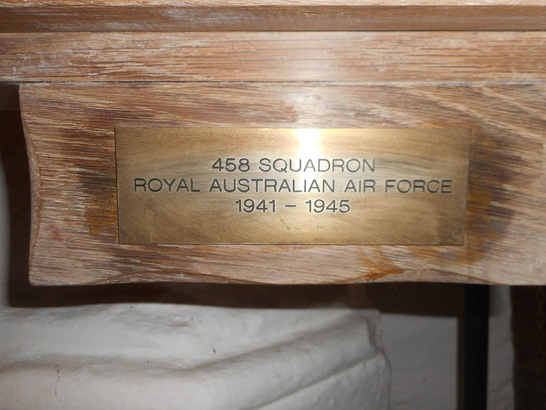 458 SQUADRON
ROYAL AUSTRALIAN AIR FORCE
1941 – 1945